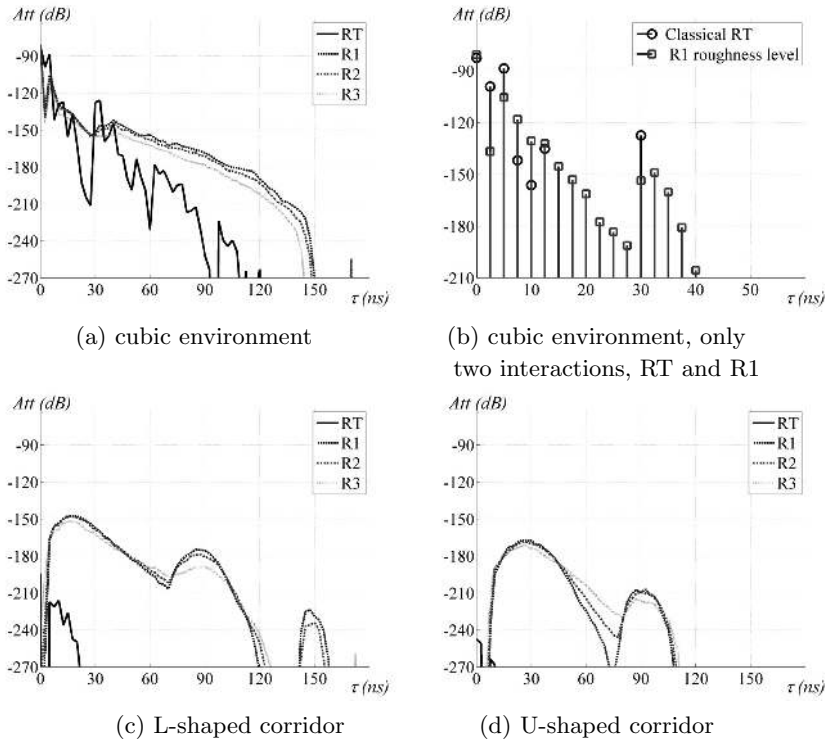 Att (dB)
-90
-120
-150
-180
-210
-240
-270
0 30 60 90 120 150 τ (ns)
RT
R1
R2
R3
(a) cubic environment
Att (dB)
-90
-120
-150
-180
-210
0 10 20 30 40 50 τ (ns)
Classical RT
R1 roughness level
(b) cubic environment, only
two interactions, RT and R1
Att (dB)
-90
-120
-150
-180
-210
-240
-270
0 30 60 90 120 150 τ (ns)
RT
R1
R2
R3
(c) L-shaped corridor
Att (dB)
-90
-120
-150
-180
-210
-240
-270
0 30 60 90 120 150 τ (ns)
RT
R1
R2
R3
(d) U-shaped corridor